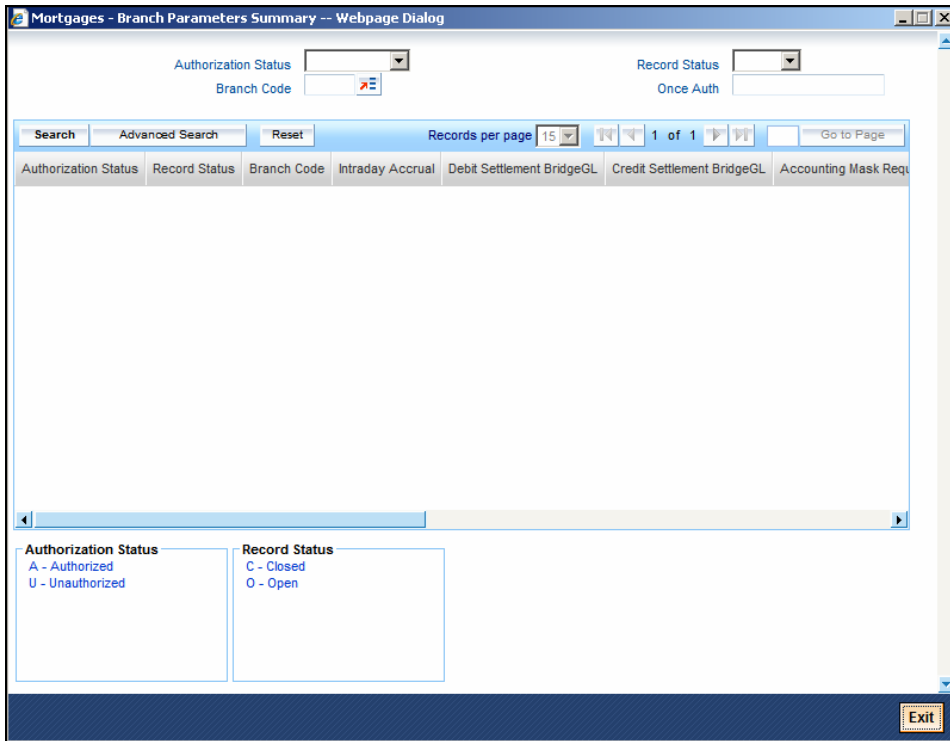 Mortgages - Branch Parameters Summary -- Webpage Dialog
Authorization Status Record Status
Branch Code Once Auth
Search Advanced Search Reset Records per page 15 1 of 1 Go to Page
Authorization Status Record Status Branch Code Intraday Accrual Debit Settlement BridgeGL Credit Settlement BridgeGL Accounting Mask Requ
Authorization Status Record Status
A - Authorized C - Closed
U - Unauthorized O - Open
Exit